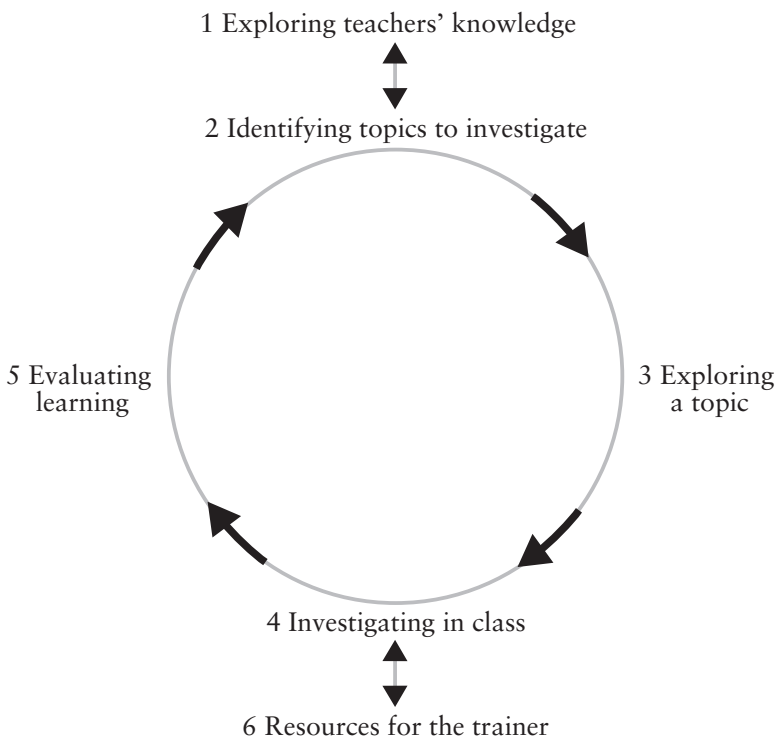 1 Exploring teachers’ knowledge
2 Identifying topics to investigate
5 Evaluating
learning
3 Exploring
a topic
4 Investigating in class
6 Resources for the trainer